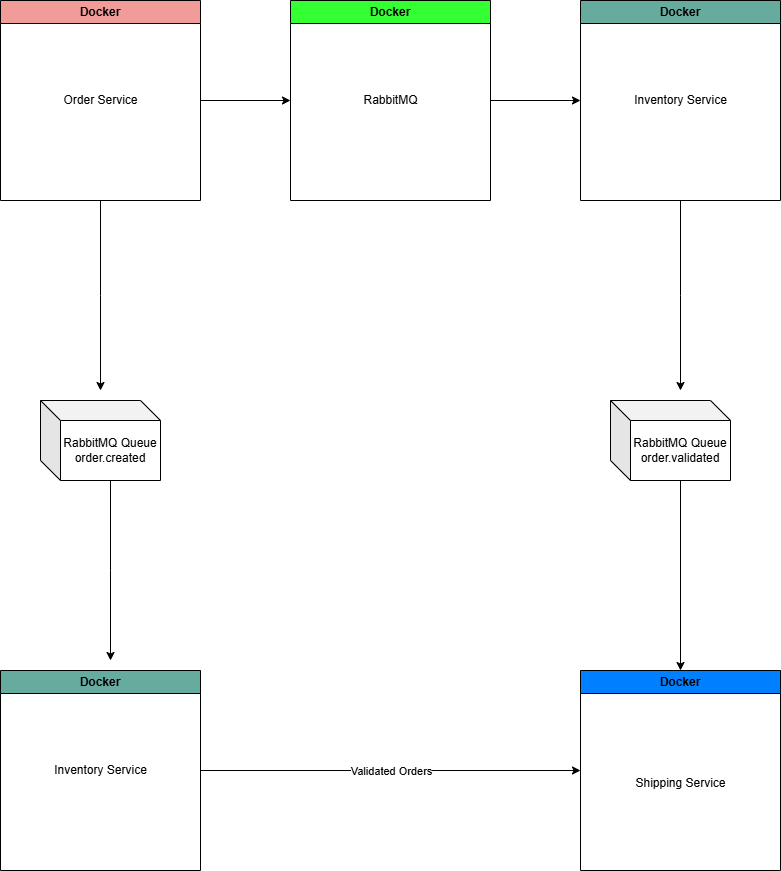 Docker
Docker
Docker
Order Service
RabbitMQ
Inventory Service
RabbitMQ Queue
order.created
RabbitMQ Queue
order.validated
Docker
Docker
Inventory Service
Validated Orders
Shipping Service